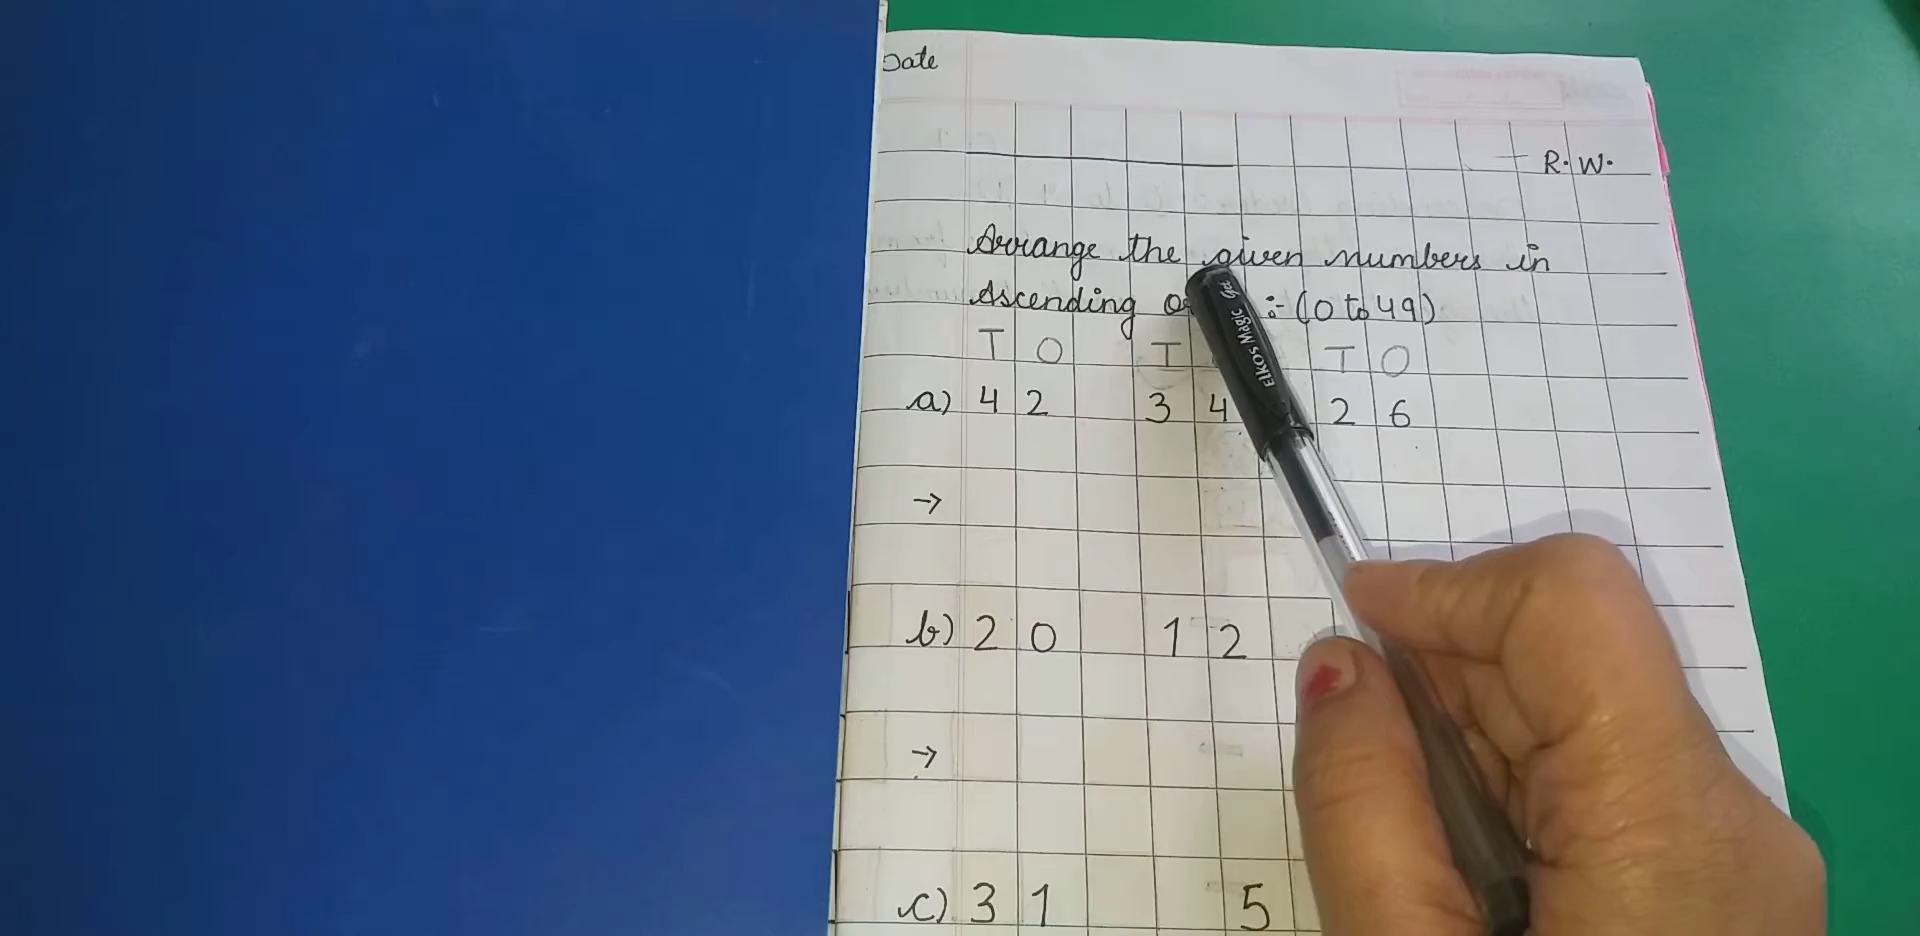 Date
R.W.
Arrange the given numbers in
Ascending :- (0 to 49)
T O T T O
a) 4 2 3 4 2 6
→
b) 2 0 1 2
→
c) 3 1 5
ELKOS Magic Gel